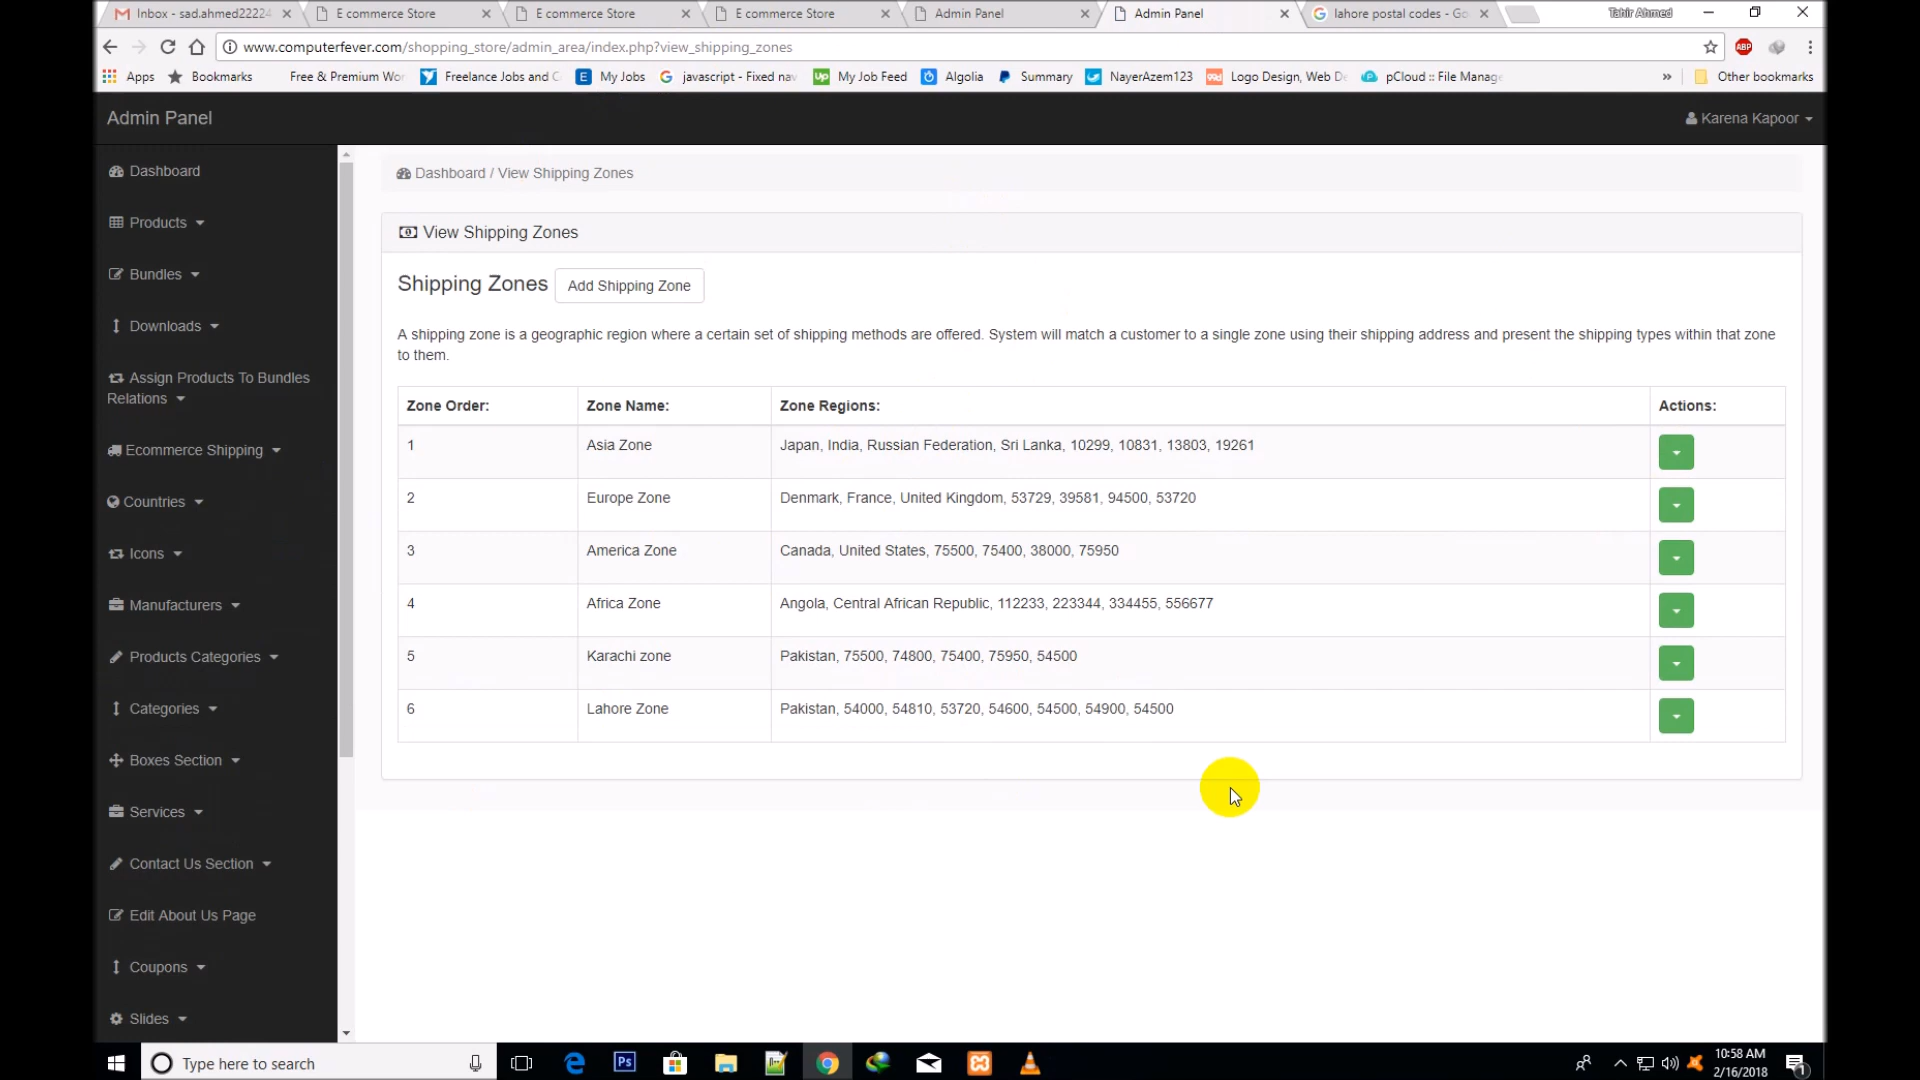 Inbox - sad.ahmed22224
E commerce Store
E commerce Store
E commerce Store
Admin Panel
Admin Panel
lahore postal codes - Go
Tahir Ahmed
www.computerfever.com/shopping_store/admin_area/index.php?view_shipping_zones
ABP
Apps
Bookmarks
Free & Premium Wo
Freelance Jobs and
My Jobs
javascript - Fixed nav
My Job Feed
Algolia
Summary
NayerAzem123
Logo Design, Web D
pCloud :: File Manage
»
Other bookmarks
Admin Panel
Karena Kapoor
Dashboard
Products
Bundles
Downloads
Assign Products To Bundles
Relations
Ecommerce Shipping
Countries
Icons
Manufacturers
Products Categories
Categories
Boxes Section
Services
Contact Us Section
Edit About Us Page
Coupons
Slides
Dashboard / View Shipping Zones
View Shipping Zones
Shipping Zones
Add Shipping Zone
A shipping zone is a geographic region where a certain set of shipping methods are offered. System will match a customer to a single zone using their shipping address and present the shipping types within that zone
to them.
Zone Order: Zone Name: Zone Regions: Actions:
1 Asia Zone Japan, India, Russian Federation, Sri Lanka, 10299, 10831, 13803, 19261
2 Europe Zone Denmark, France, United Kingdom, 53729, 39581, 94500, 53720
3 America Zone Canada, United States, 75500, 75400, 38000, 75950
4 Africa Zone Angola, Central African Republic, 112233, 223344, 334455, 556677
5 Karachi zone Pakistan, 75500, 74800, 75400, 75950, 54500
6 Lahore Zone Pakistan, 54000, 54810, 53720, 54600, 54500, 54900, 54500
Type here to search
Ps
10:58 AM
2/16/2018
1